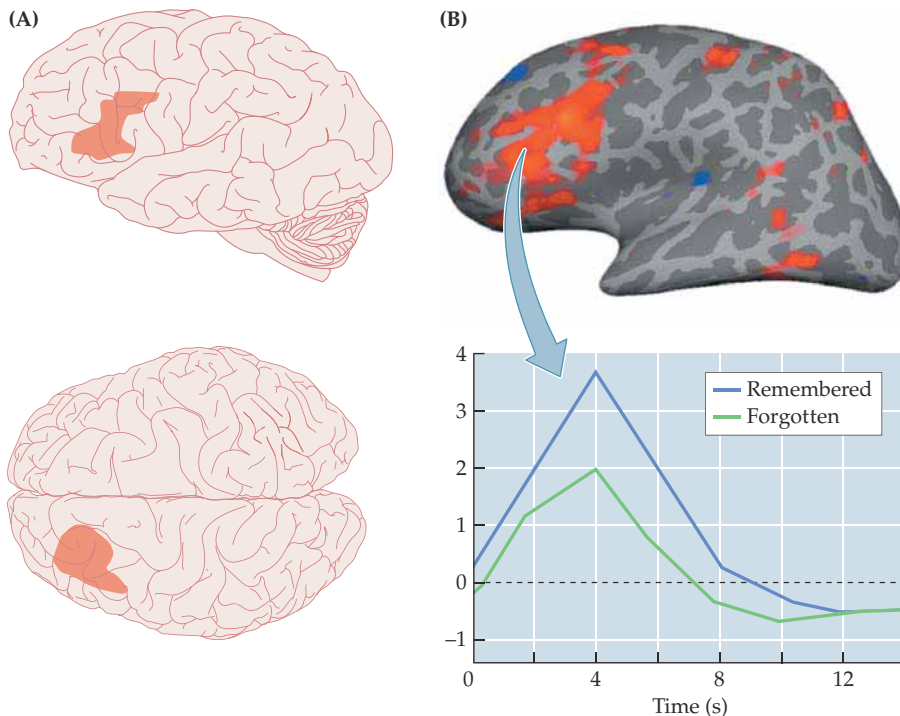 (A)
(B)
4
3
2
1
0
−1
Remembered
Forgotten
0 4 8 12
Time (s)